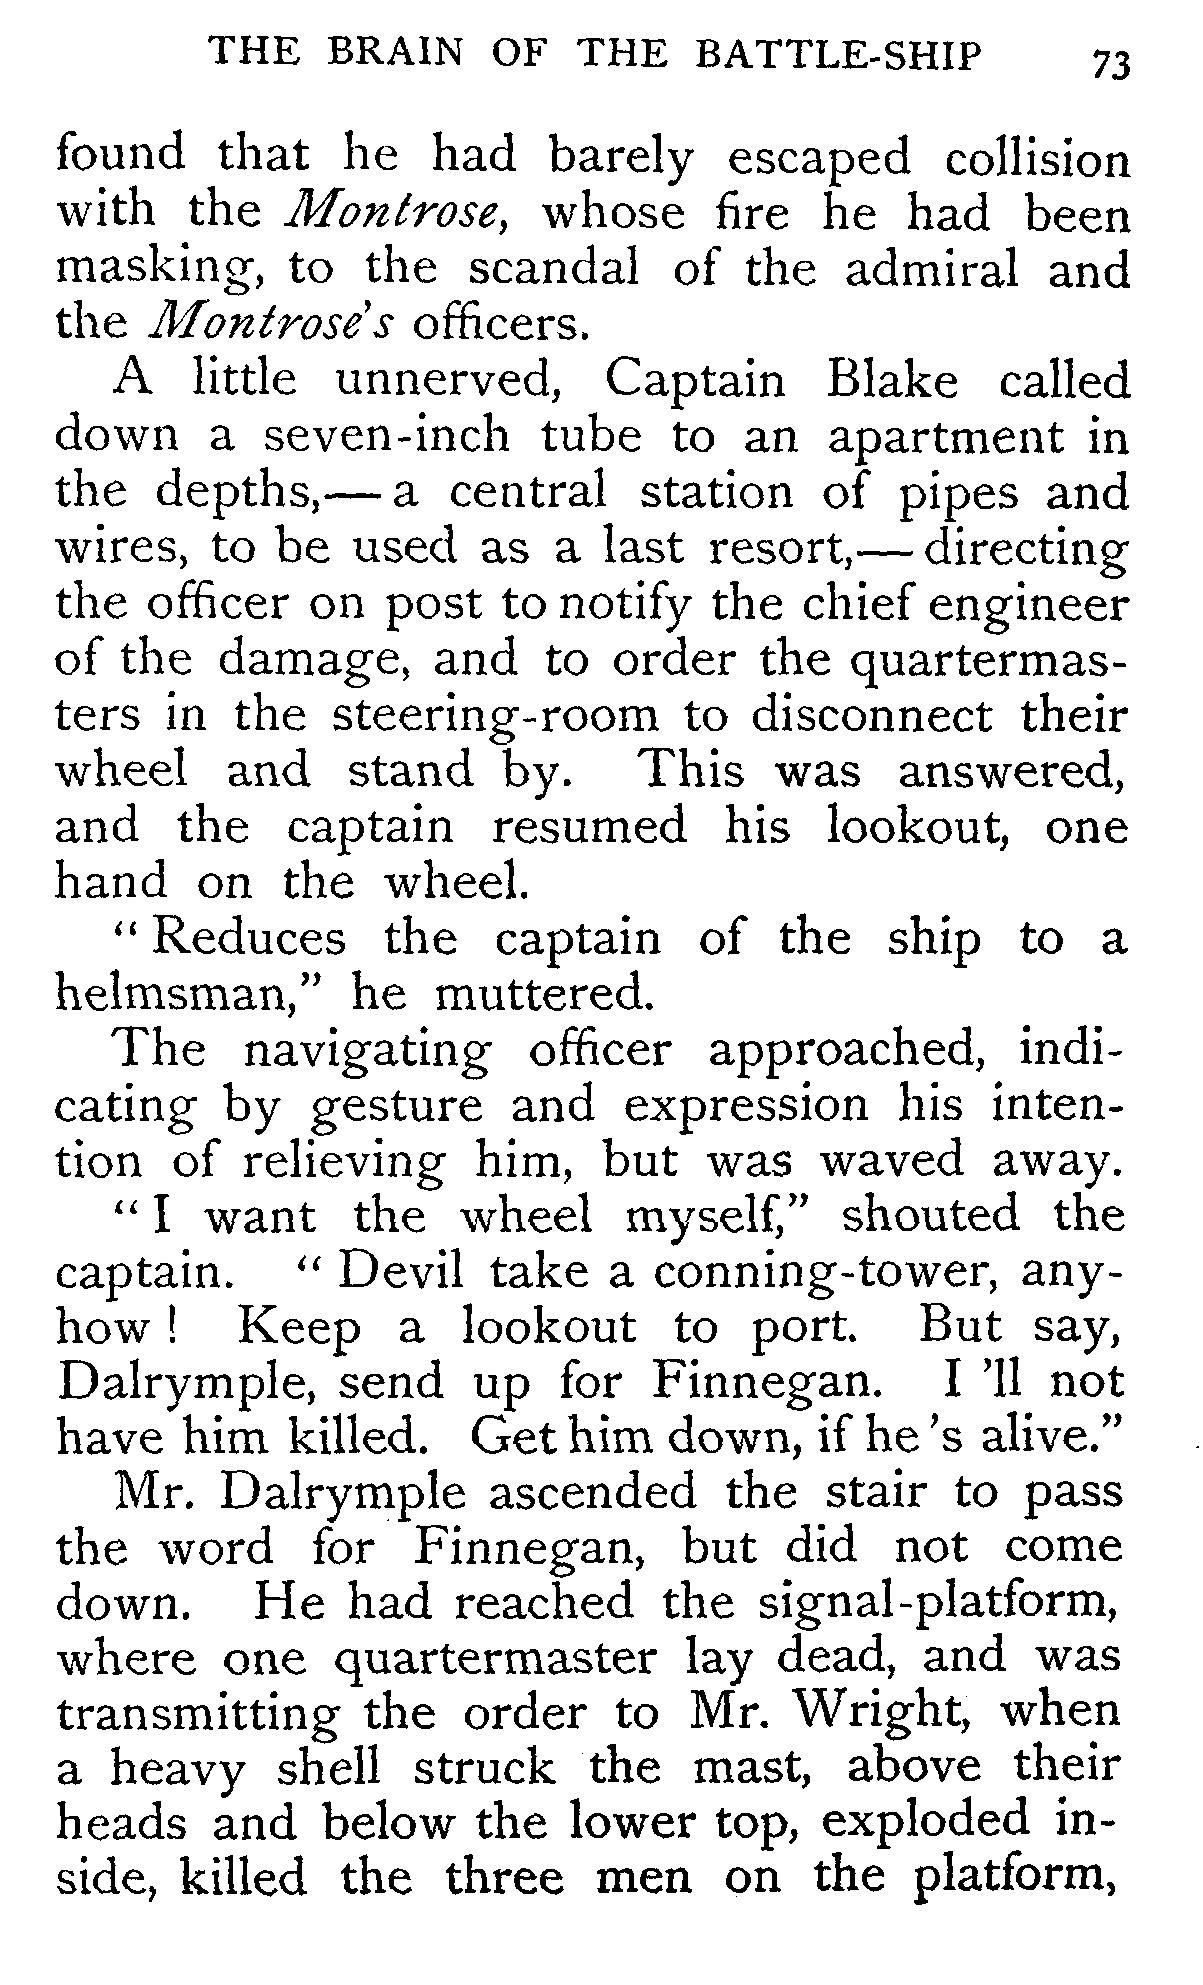 THE BRAIN OF THE BATTLE-SHIP 73
found that he had barely escaped collision
with the Montrose, whose fire he had been
masking, to the scandal of the admiral and
the Montrose's officers.
A little unnerved, Captain Blake called
down a seven-inch tube to an apartment in
the depths,— a central station of pipes and
wires, to be used as a last resort,— directing
the officer on post to notify the chief engineer
of the damage, and to order the quartermas-
ters in the steering-room to disconnect their
wheel and stand by. This was answered,
and the captain resumed his lookout, one
hand on the wheel.
“ Reduces the captain of the ship to a
helmsman,” he muttered.
The navigating officer approached, indi-
cating by gesture and expression his inten-
tion of relieving him, but was waved away.
“ I want the wheel myself,” shouted the
captain. “ Devil take a conning-tower, any-
how ! Keep a lookout to port. But say,
Dalrymple, send up for Finnegan. I ’ll not
have him killed. Get him down, if he ’s alive.”
Mr. Dalrymple ascended the stair to pass
the word for Finnegan, but did not come
down. He had reached the signal-platform,
where one quartermaster lay dead, and was
transmitting the order to Mr. Wright, when
a heavy shell struck the mast, above their
heads and below the lower top, exploded in-
side, killed the three men on the platform,